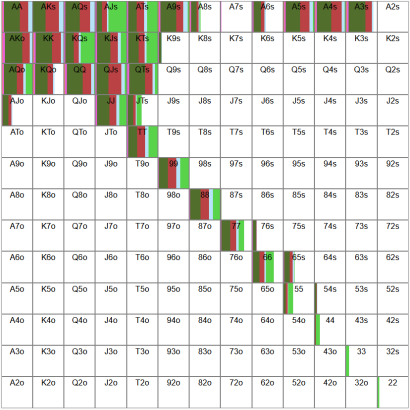 AA AKs AQs AJs ATs A9s A8s A7s A6s A5s A4s A3s A2s
AKo KK KQs KJs KTs K9s K8s K7s K6s K5s K4s K3s K2s
AQo KQo QQ QJs QTs Q9s Q8s Q7s Q6s Q5s Q4s Q3s Q2s
AJo KJo QJo JJ JTs J9s J8s J7s J6s J5s J4s J3s J2s
ATo KTo QTo JTo TT T9s T8s T7s T6s T5s T4s T3s T2s
A9o K9o Q9o J9o T9o 99 98s 97s 96s 95s 94s 93s 92s
A8o K8o Q8o J8o T8o 98o 88 87s 86s 85s 84s 83s 82s
A7o K7o Q7o J7o T7o 97o 87o 77 76s 75s 74s 73s 72s
A6o K6o Q6o J6o T6o 96o 86o 76o 66 65s 64s 63s 62s
A5o K5o Q5o J5o T5o 95o 85o 75o 65o 55 54s 53s 52s
A4o K4o Q4o J4o T4o 94o 84o 74o 64o 54o 44 43s 42s
A3o K3o Q3o J3o T3o 93o 83o 73o 63o 53o 43o 33 32s
A2o K2o Q2o J2o T2o 92o 82o 72o 62o 52o 42o 32o 22